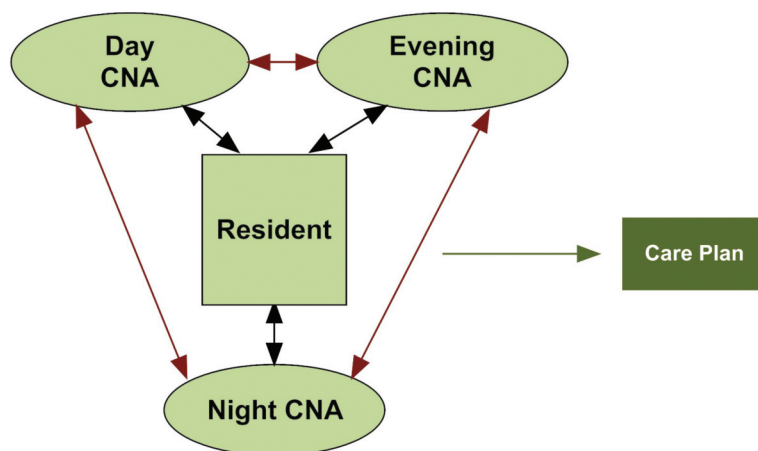 Day
CNA
Evening
CNA
Resident
Care Plan
Night CNA